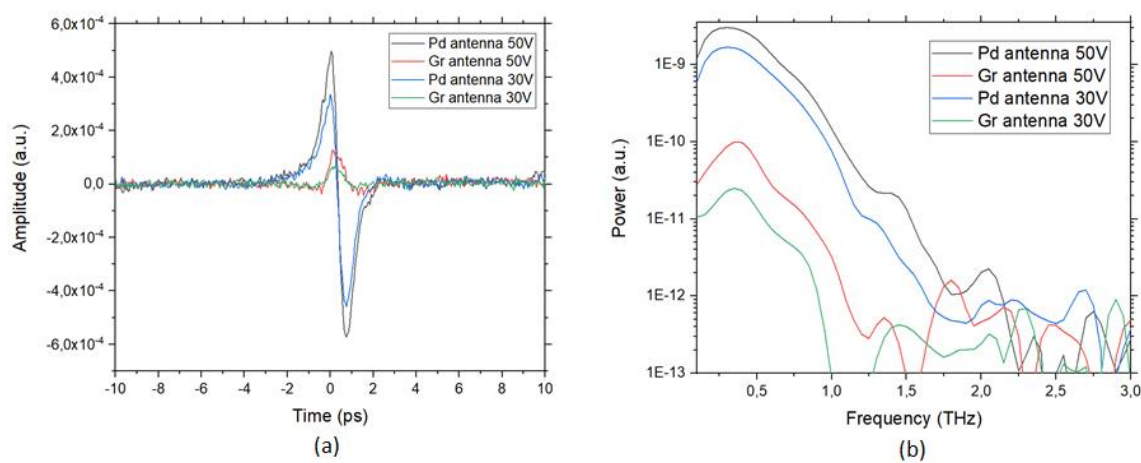 6,0x10⁻⁴
4,0x10⁻⁴
2,0x10⁻⁴
0,0
-2,0x10⁻⁴
-4,0x10⁻⁴
-6,0x10⁻⁴
Amplitude (a.u.)
Pd antenna 50V
Gr antenna 50V
Pd antenna 30V
Gr antenna 30V
-10 -8 -6 -4 -2 0 2 4 6 8 10
Time (ps)
(a)
1E-9
1E-10
1E-11
1E-12
1E-13
Power (a.u.)
Pd antenna 50V
Gr antenna 50V
Pd antenna 30V
Gr antenna 30V
0,5 1,0 1,5 2,0 2,5 3,0
Frequency (THz)
(b)